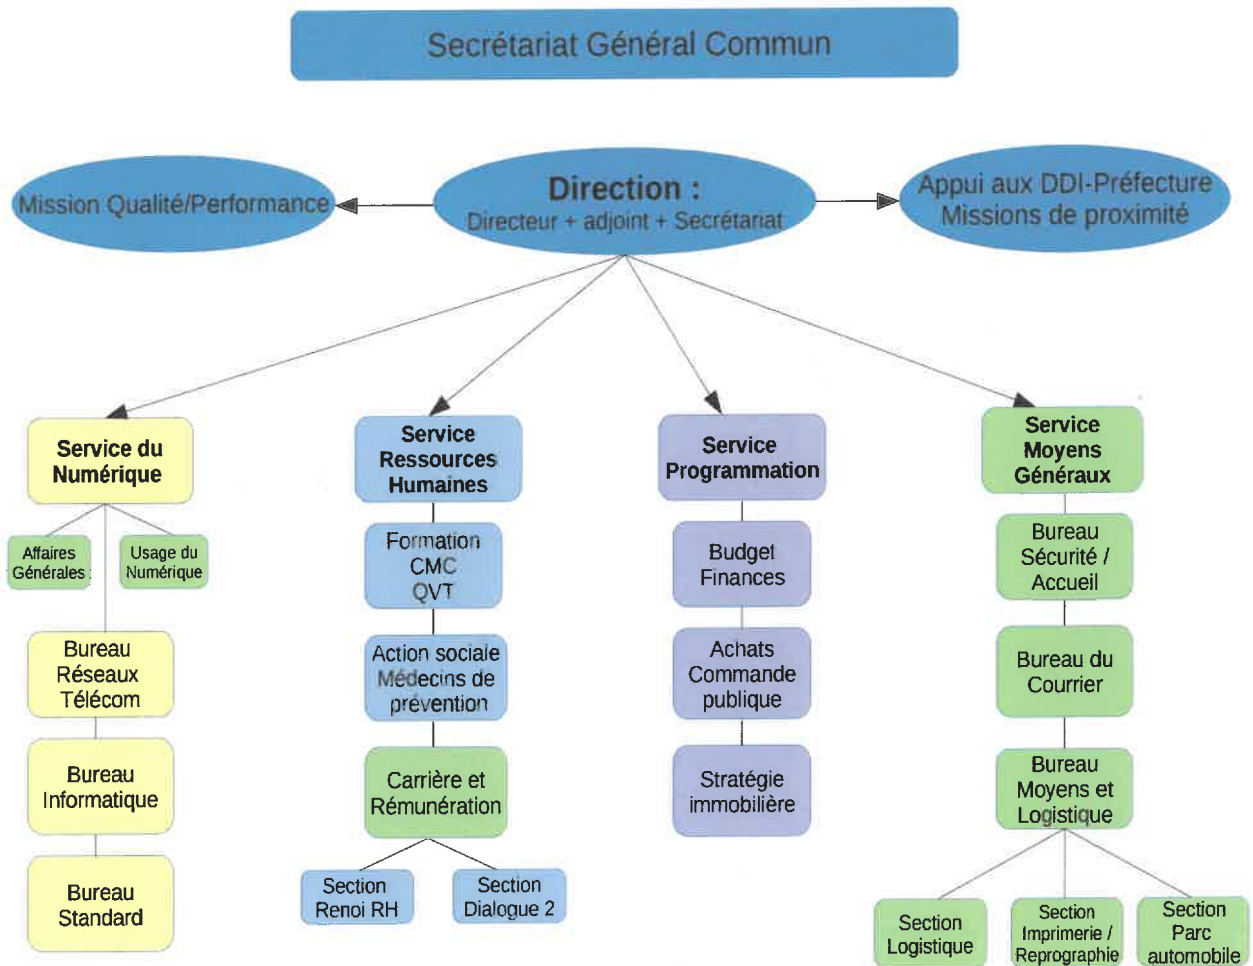 Secrétariat Général Commun
Mission Qualité/Performance
Direction :
Directeur + adjoint + Secrétariat
Appui aux DDI-Préfecture
Missions de proximité
Service du
Numérique
Affaires
Générales
Usage du
Numérique
Bureau
Réseaux
Télécom
Bureau
Informatique
Bureau
Standard
Service
Ressources
Humaines
Formation
CMC
QVT
Action sociale
Médecins de
prévention
Carrière et
Rémunération
Section
Renoi RH
Section
Dialogue 2
Service
Programmation
Budget
Finances
Achats
Commande
publique
Stratégie
immobilière
Service
Moyens
Généraux
Bureau
Sécurité /
Accueil
Bureau du
Courrier
Bureau
Moyens et
Logistique
Section
Logistique
Section
Imprimerie /
Reprographie
Section
Parc
automobile